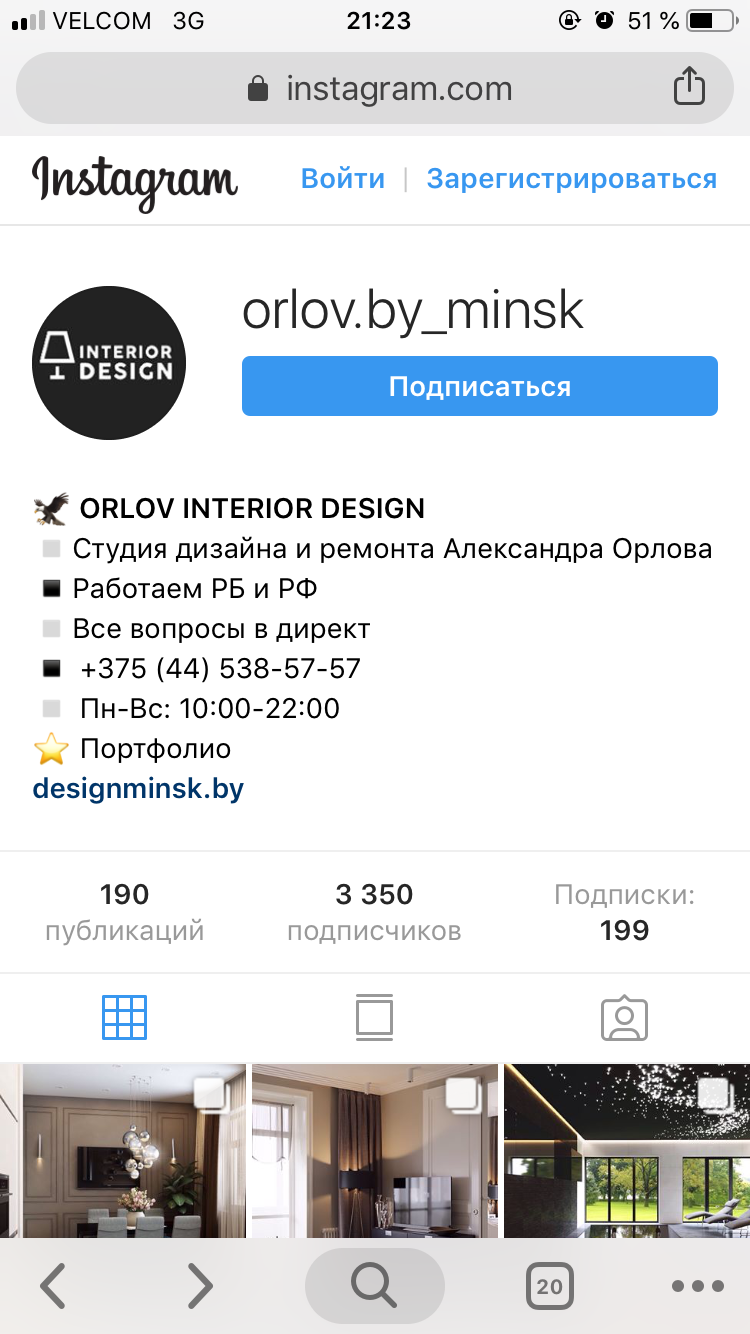 VELCOM 3G 21:23 51 %
instagram.com
Instagram Войти | Зарегистрироваться
orlov.by_minsk
INTERIOR
DESIGN
Подписаться
ORLOV INTERIOR DESIGN
Студия дизайна и ремонта Александра Орлова
Работаем РБ и РФ
Все вопросы в директ
+375 (44) 538-57-57
Пн-Вс: 10:00-22:00
Портфолио
designminsk.by
190 3 350 Подписки:
публикаций подписчиков 199
20